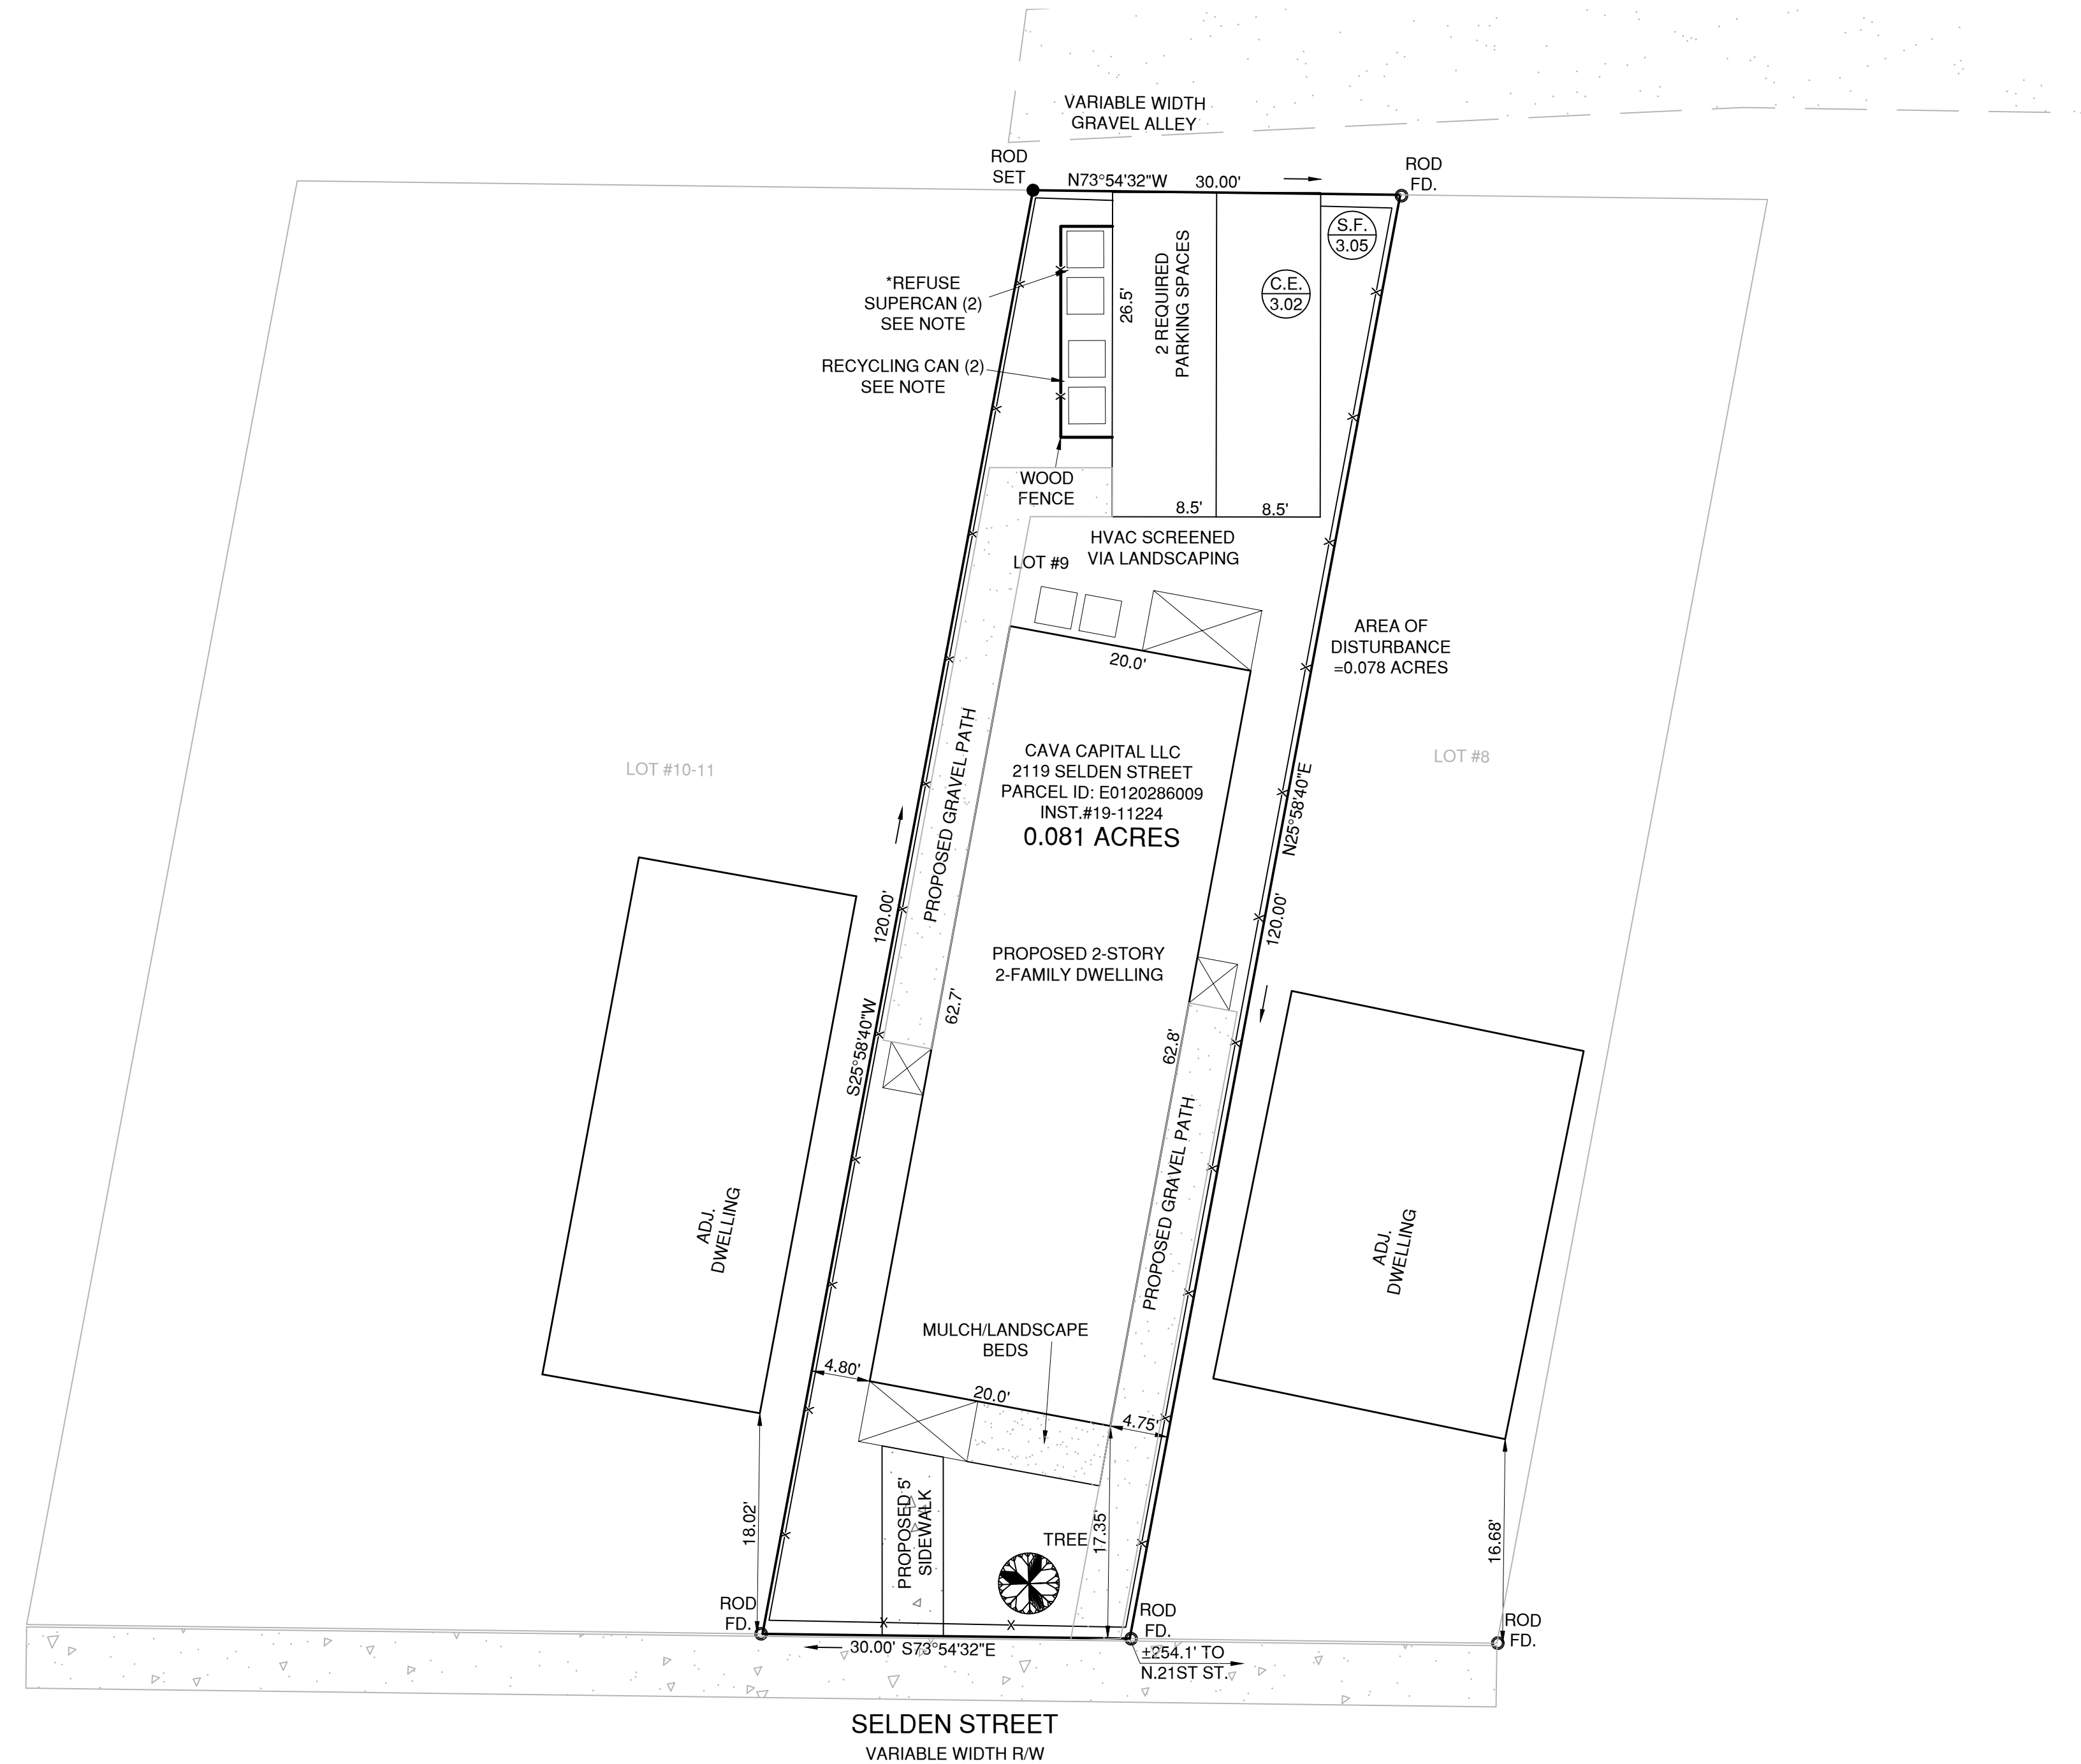 VARIABLE WIDTH
GRAVEL ALLEY
ROD
SET
N73°54'32"W
30.00'
ROD
FD.
S.F.
3.05
C.E.
3.02
*REFUSE
SUPERCAN (2)
SEE NOTE
26.5'
2 REQUIRED
PARKING SPACES
RECYCLING CAN (2)
SEE NOTE
WOOD
FENCE
8.5'
8.5'
HVAC SCREENED
VIA LANDSCAPING
LOT #9
AREA OF
DISTURBANCE
=0.078 ACRES
20.0'
LOT #10-11
LOT #8
PROPOSED GRAVEL PATH
CAVA CAPITAL LLC
2119 SELDEN STREET
PARCEL ID: E0120286009
INST.#19-11224
0.081 ACRES
N25°58'40"E
120.00'
120.00'
S25°58'40"W
PROPOSED 2-STORY
2-FAMILY DWELLING
62.7'
62.8'
PROPOSED GRAVEL PATH
ADJ.
DWELLING
ADJ.
DWELLING
MULCH/LANDSCAPE
BEDS
4.80'
20.0'
4.75'
18.02'
PROPOSED 5'
SIDEWALK
TREE
17.35'
16.68'
ROD
FD.
ROD
FD.
ROD
FD.
30.00'
S73°54'32"E
±254.1' TO
N.21ST ST.
SELDEN STREET
VARIABLE WIDTH R/W